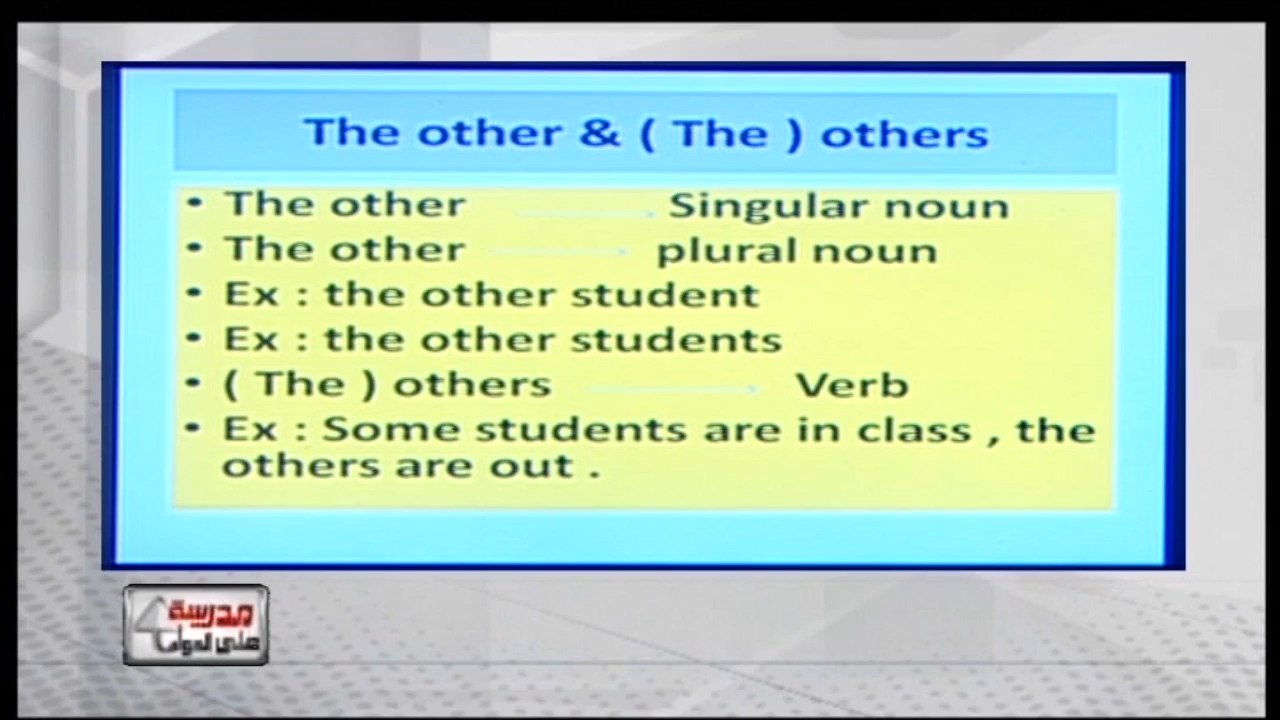 The other & ( The ) others
• The other → Singular noun
• The other → plural noun
• Ex : the other student
• Ex : the other students
• ( The ) others → Verb
• Ex : Some students are in class , the
others are out .
مدرسة
على الهواء